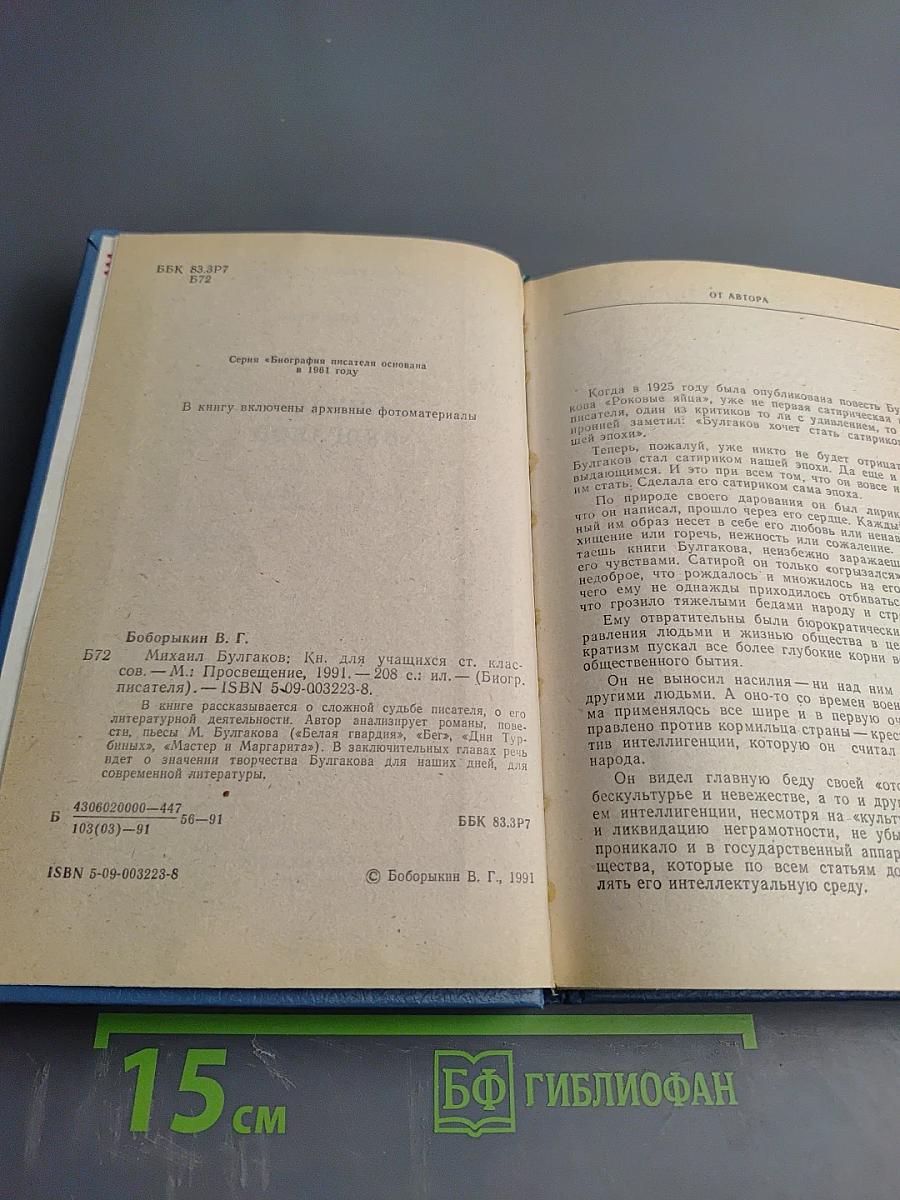 ББК 83.3Р7
Б72
Серия «Биография писателя основана
в 1961 году
В книгу включены архивные фотоматериалы
Боборыкин В. Г.
Б72 Михаил Булгаков: Кн. для учащихся ст. клас-
сов. — М.: Просвещение, 1991. — 208 с.: ил. — (Биогр.
писателя). — ISBN 5-09-003223-8.
В книге рассказывается о сложной судьбе писателя, о его
литературной деятельности. Автор анализирует романы, пове-
сти, пьесы М. Булгакова («Белая гвардия», «Бег», «Дни Тур-
биных», «Мастер и Маргарита»). В заключительных главах речь
идет о значении творчества Булгакова для наших дней, для
современной литературы.
Б 4306020000—447
103(03)—91 56—91
ББК 83.3Р7
ISBN 5-09-003223-8
© Боборыкин В. Г., 1991
ОТ АВТОРА
Когда в 1925 году была опубликована повесть Бу
кова «Роковые яйца», уже не первая сатирическая
писателя, один из критиков то ли с удивлением, то
иронией заметил: «Булгаков хочет стать сатирико
шей эпохи».
Теперь, пожалуй, уже никто не будет отрица
Булгаков стал сатириком нашей эпохи. Да еще и
выдающимся. И это при всем том, что он вовсе н
им стать. Сделала его сатириком сама эпоха.
По природе своего дарования он был лирик
что он написал, прошло через его сердце. Кажды
ный им образ несет в себе его любовь или ненав
хищение или горечь, нежность или сожаление.
таешь книги Булгакова, неизбежно заражаеш
его чувствами. Сатирой он только «огрызался»
недоброе, что рождалось и множилось на его
чего ему не однажды приходилось отбиватьс
что грозило тяжелыми бедами народу и стр
Ему отвратительны были бюрократически
равления людьми и жизнью общества в це
кратизм пускал все более глубокие корни во
общественного бытия.
Он не выносил насилия — ни над ним
другими людьми. А оно-то со времен воен
ма применялось все шире и в первую оч
правлено против кормильца страны — крест
тив интеллигенции, которую он считал
народа.
Он видел главную беду своей «отс
бескультурье и невежестве, а то и дру
ем интеллигенции, несмотря на «культ
и ликвидацию неграмотности, не убы
проникало и в государственный аппар
щества, которые по всем статьям до
лять его интеллектуальную среду.
15 см
БФ ГИБЛИОФАН